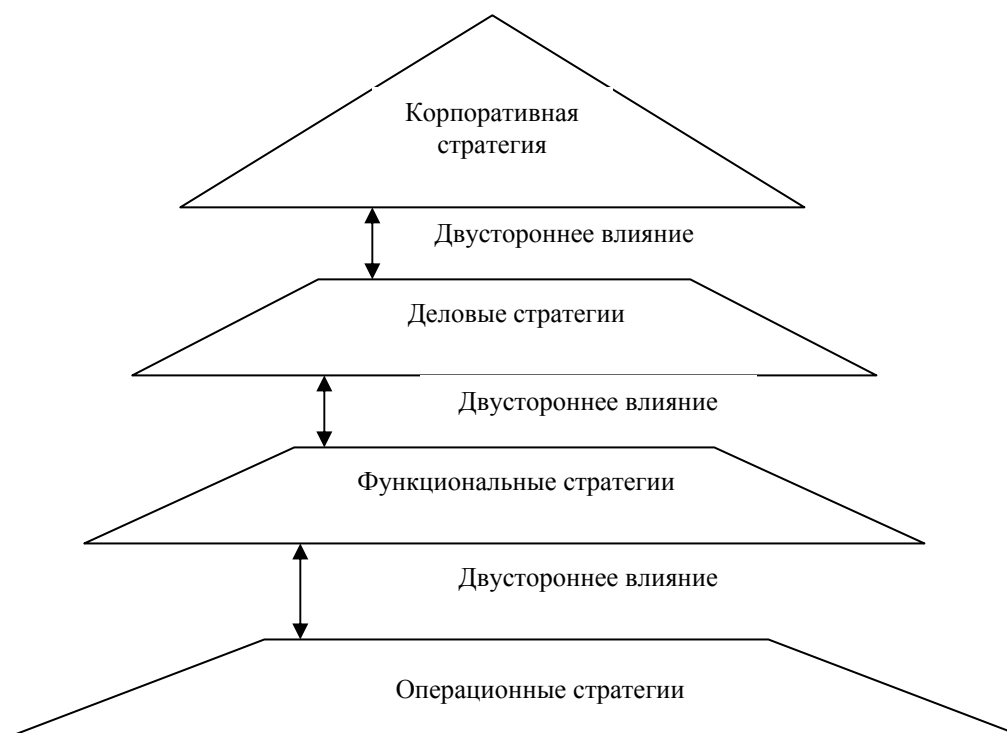 Корпоративная
стратегия
Двустороннее влияние
Деловые стратегии
Двустороннее влияние
Функциональные стратегии
Двустороннее влияние
Операционные стратегии